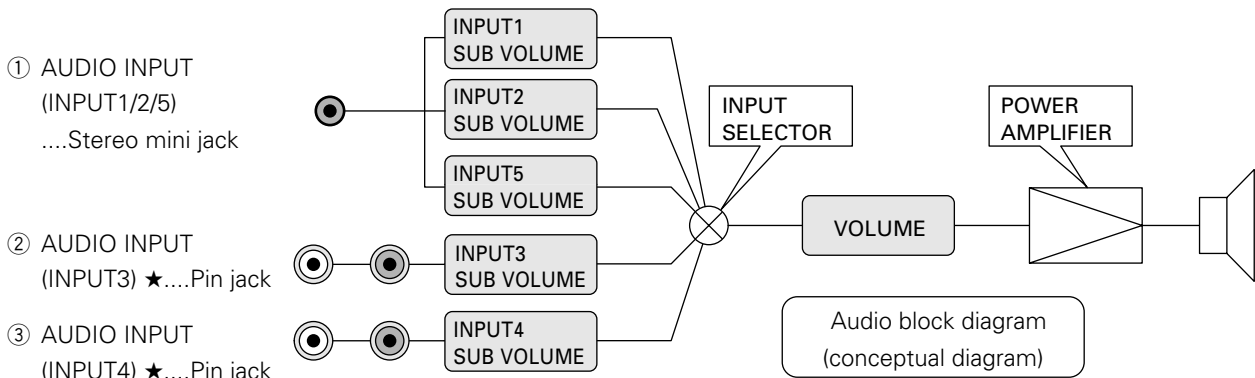 ① AUDIO INPUT
(INPUT1/2/5)
....Stereo mini jack
② AUDIO INPUT
(INPUT3) ★....Pin jack
③ AUDIO INPUT
(INPUT4) ★....Pin jack
INPUT1
SUB VOLUME
INPUT2
SUB VOLUME
INPUT5
SUB VOLUME
INPUT3
SUB VOLUME
INPUT4
SUB VOLUME
INPUT
SELECTOR
VOLUME
POWER
AMPLIFIER
Audio block diagram
(conceptual diagram)